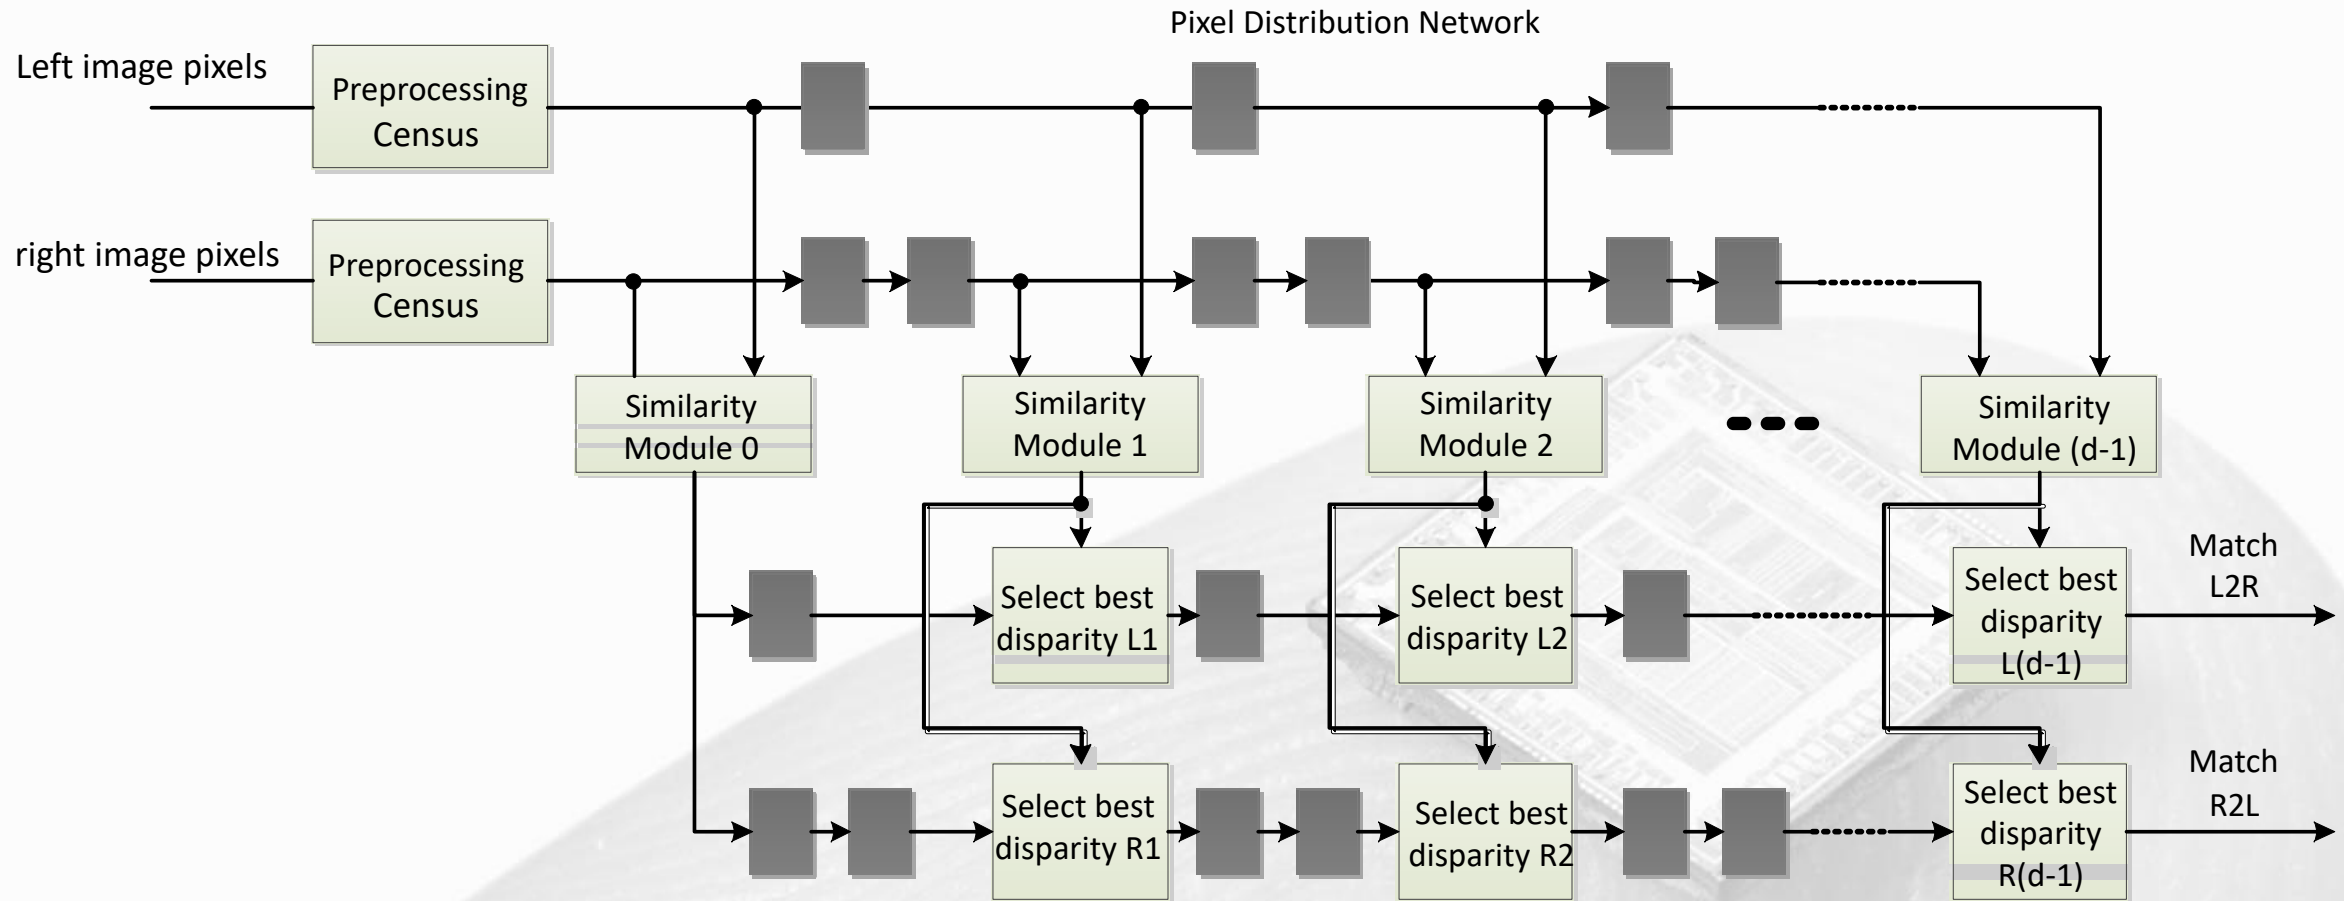 Pixel Distribution Network
Left image pixels
Preprocessing
Census
right image pixels
Preprocessing
Census
Similarity
Module 0
Similarity
Module 1
Similarity
Module 2
Similarity
Module (d-1)
Select best
disparity L1
Select best
disparity L2
Select best
disparity
L(d-1)
Match
L2R
Select best
disparity R1
Select best
disparity R2
Select best
disparity
R(d-1)
Match
R2L